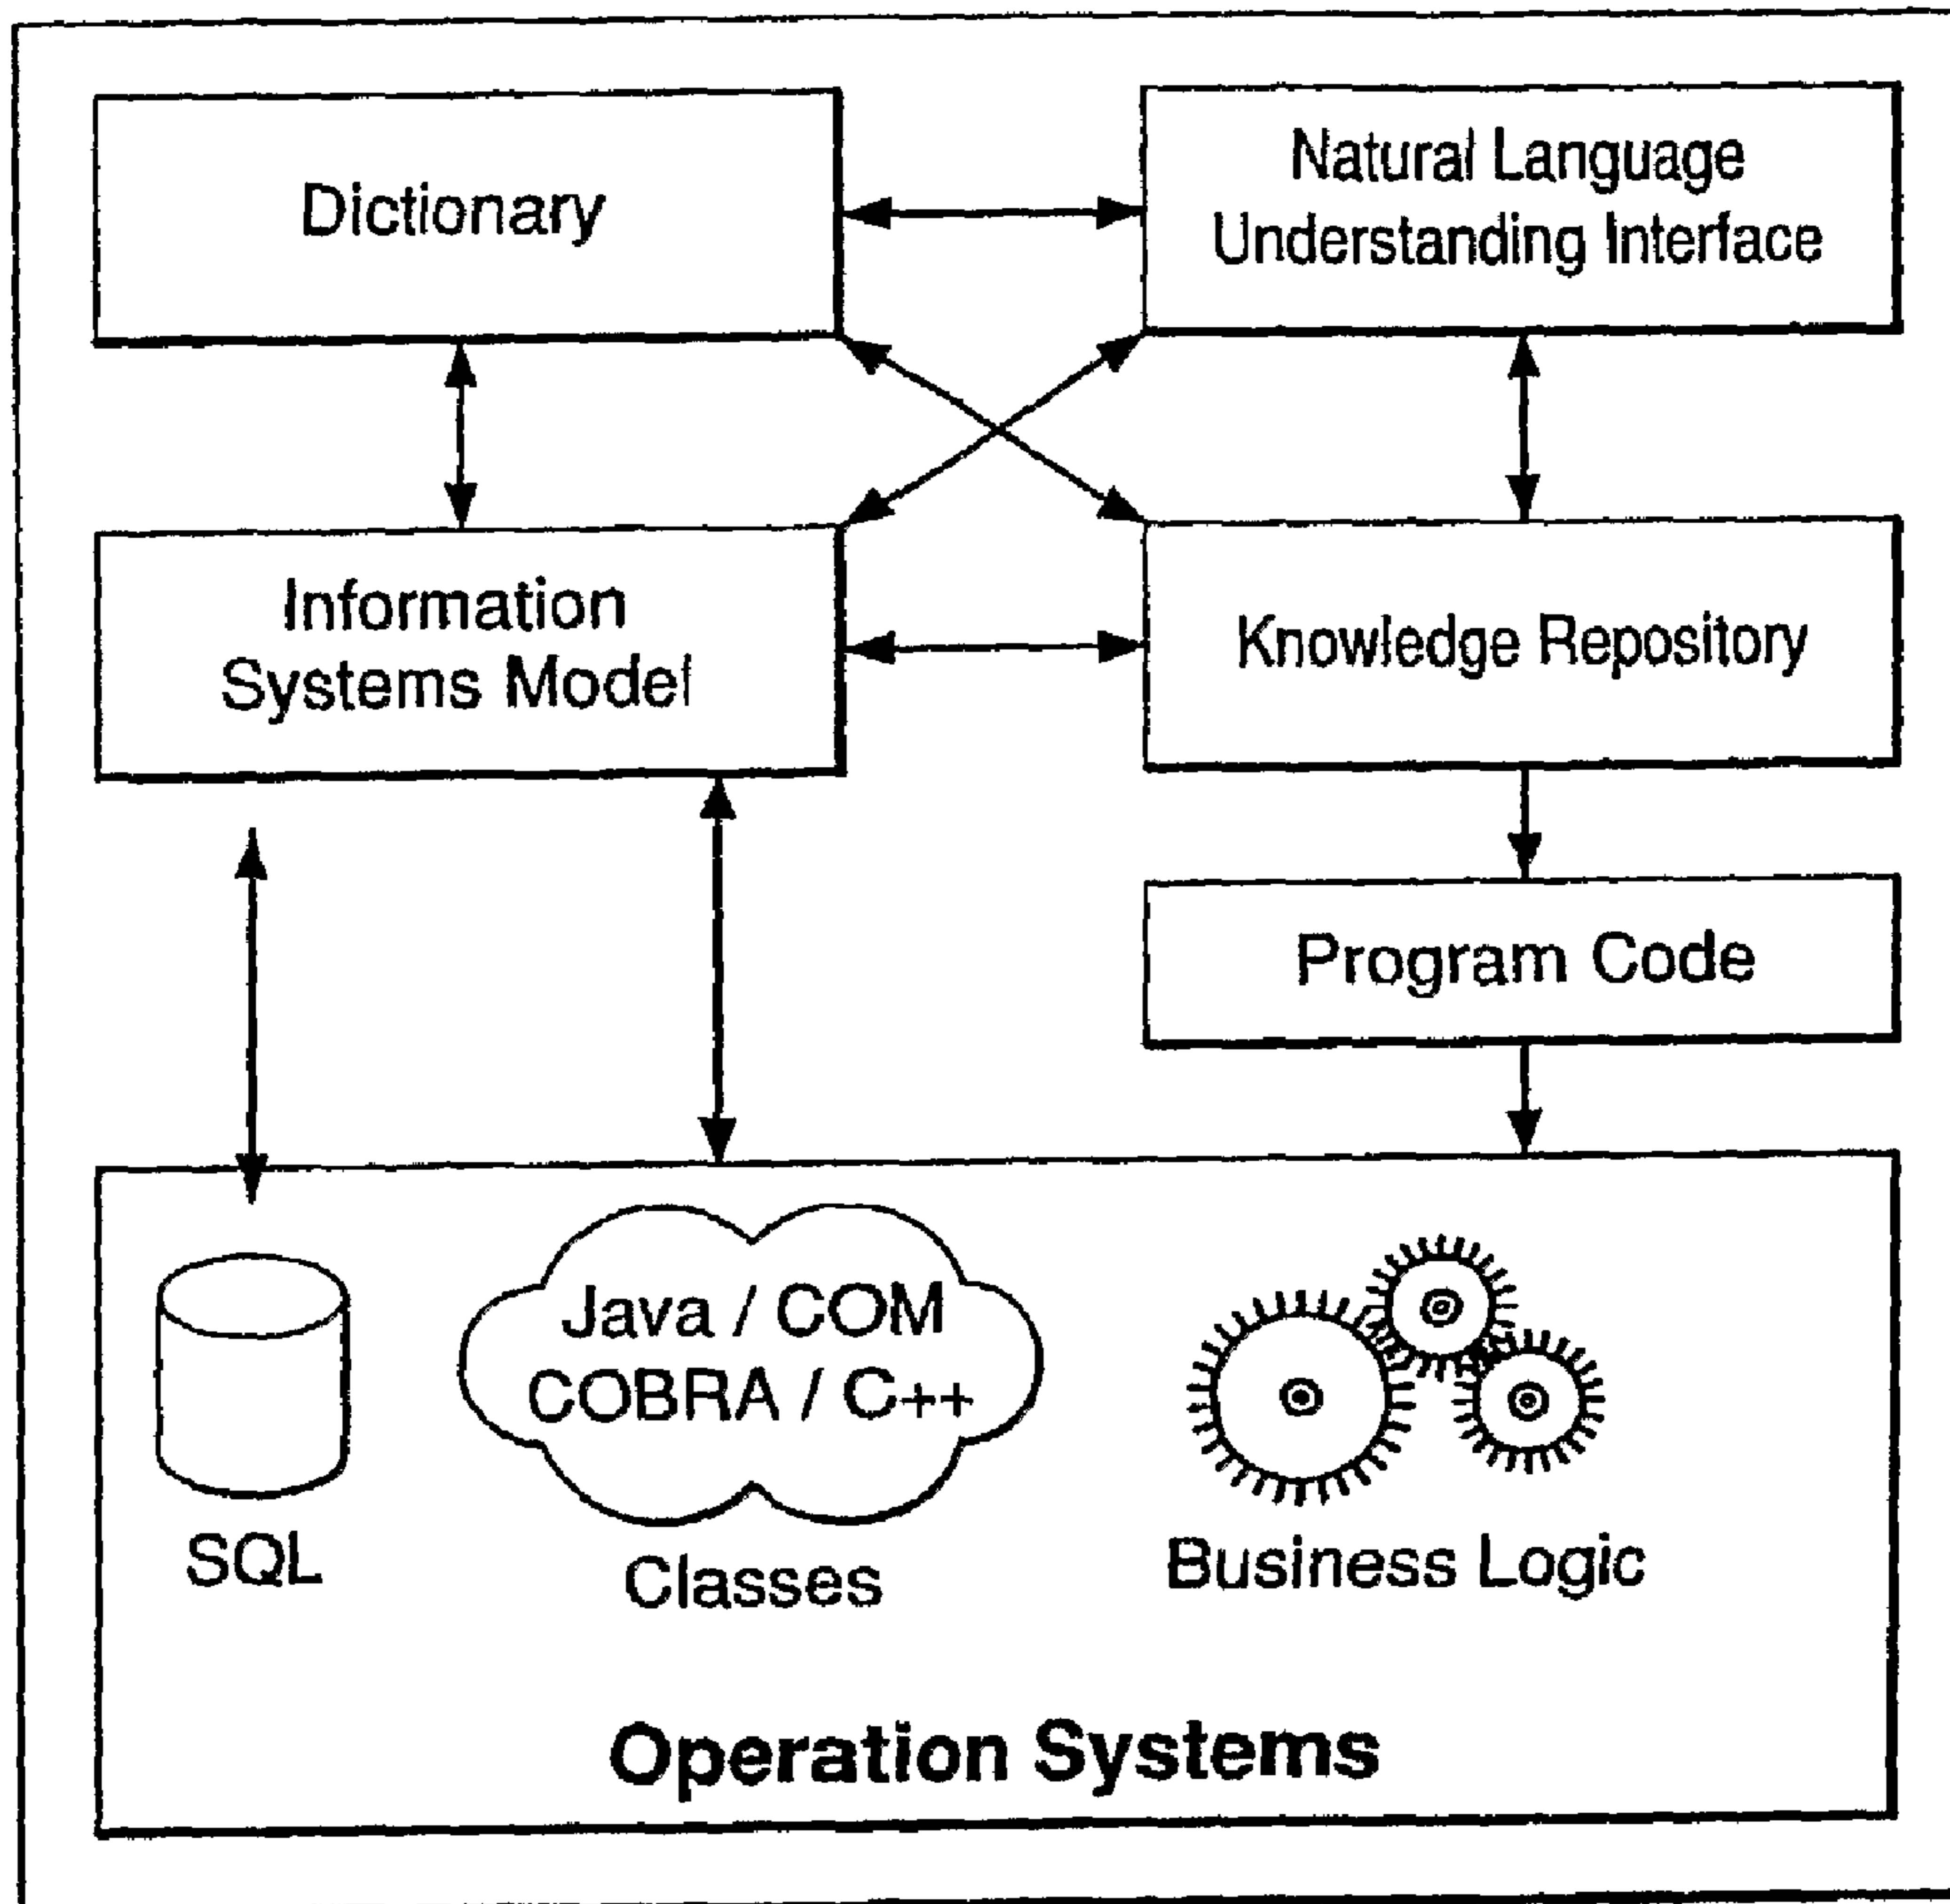 Dictionary
Natural Language
Understanding Interface
Information
Systems Model
Knowledge Repository
Program Code
Java / COM
COBRA / C++
SQL
Classes
Business Logic
Operation Systems